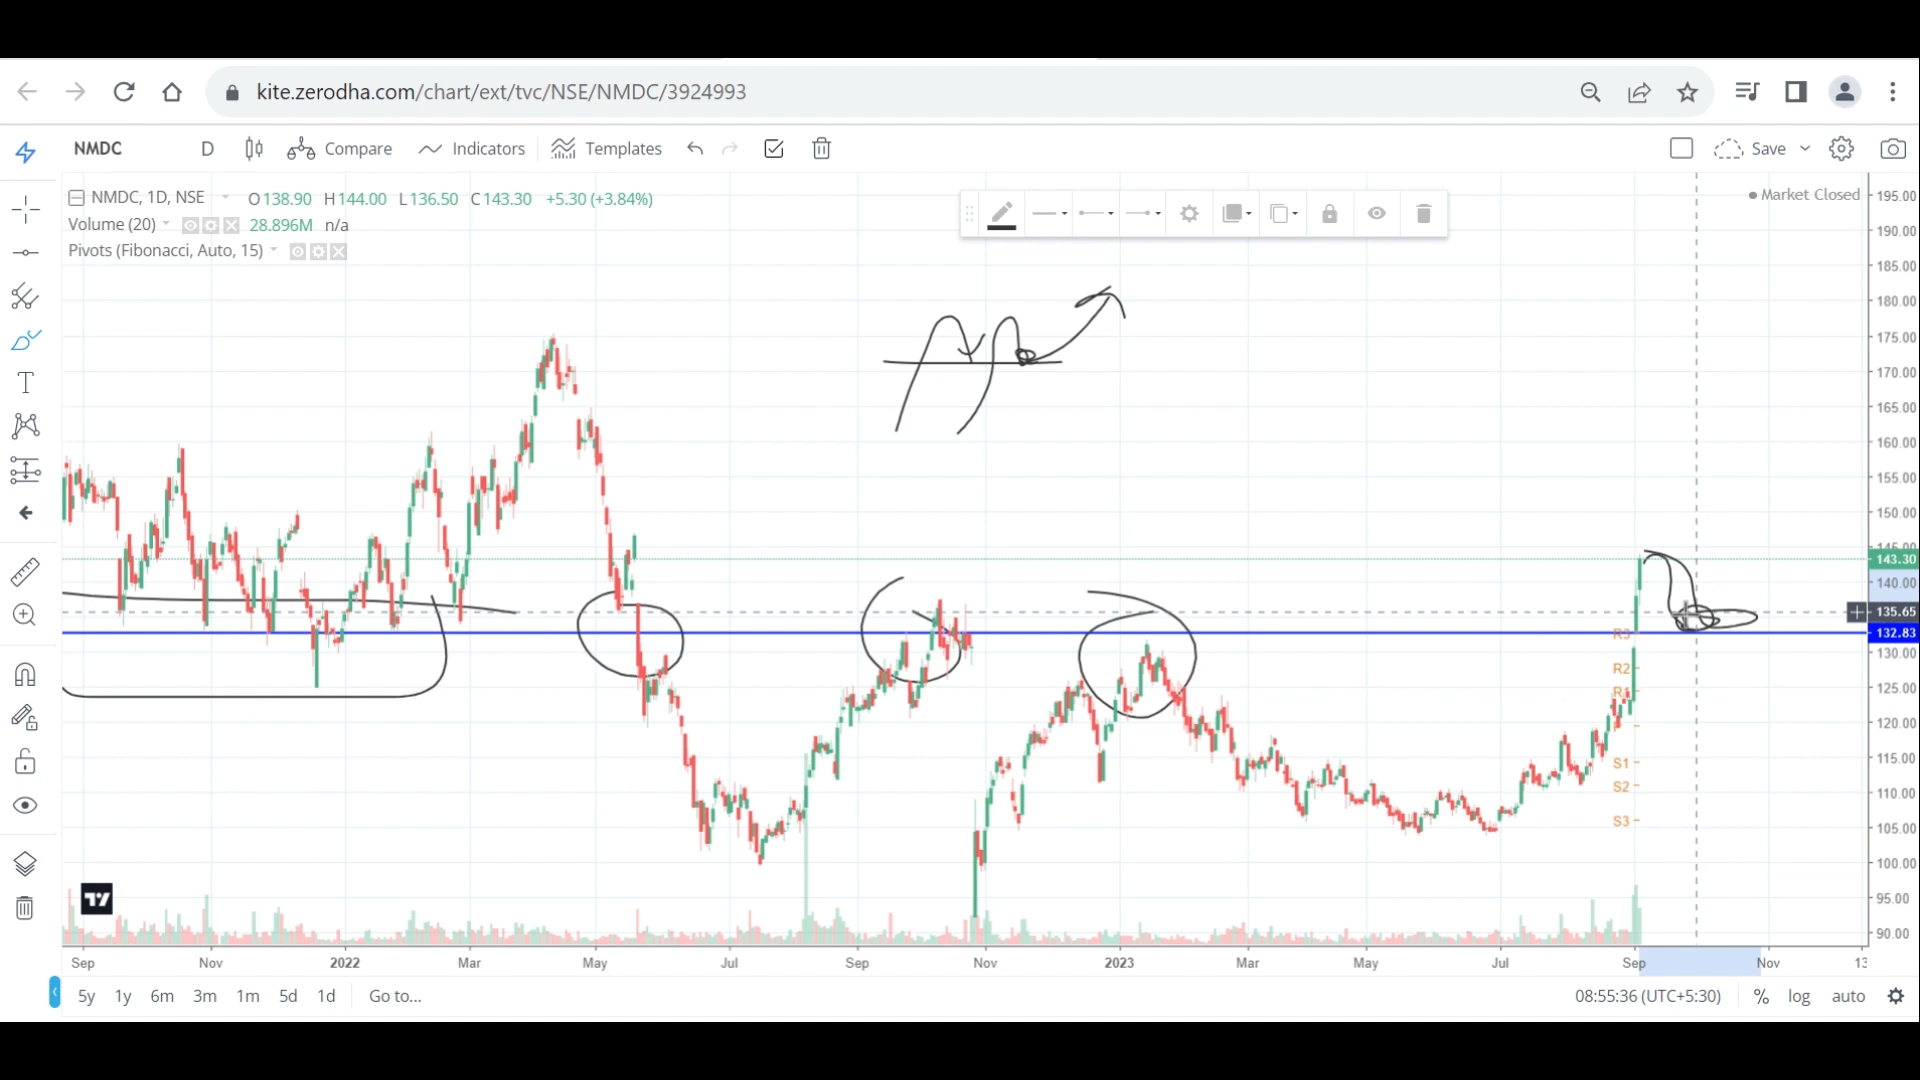 kite.zerodha.com/chart/ext/tvc/NSE/NMDC/3924993
NMDC D Compare Indicators Templates Save
NMDC, 1D, NSE O138.90 H144.00 L136.50 C143.30 +5.30 (+3.84%)
Market Closed
Volume (20) 28.896M n/a
Pivots (Fibonacci, Auto, 15)
195.00
190.00
185.00
180.00
175.00
170.00
165.00
160.00
155.00
150.00
145.00
143.30
140.00
135.65
132.83
130.00
125.00
120.00
115.00
110.00
105.00
100.00
95.00
90.00
R3
R2
R1
P
S1
S2
S3
Sep Nov 2022 Mar May Jul Sep Nov 2023 Mar May Jul Sep Nov 13
5y 1y 6m 3m 1m 5d 1d Go to... 08:55:36 (UTC+5:30) % log auto